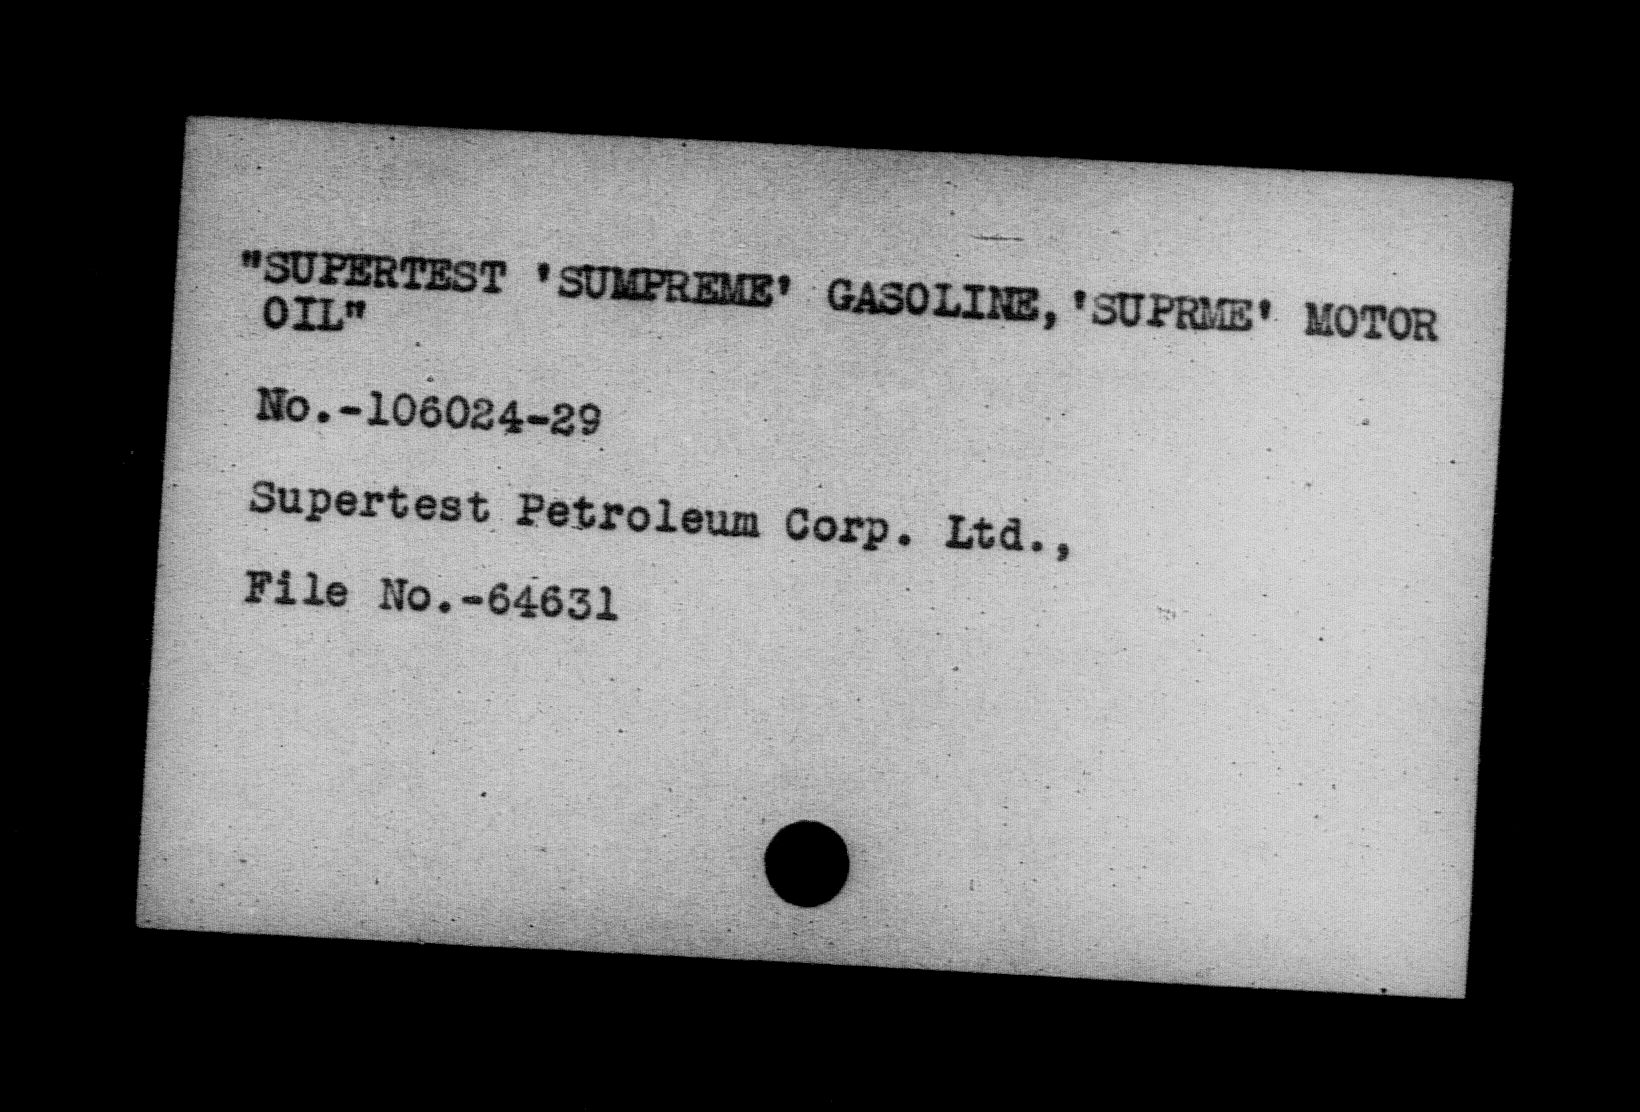 "SUPERTEST 'SUMPREME' GASOLINE,'SUPRME' MOTOR
OIL"
No.-106024-29
Supertest Petroleum Corp. Ltd.,
File No.-64631